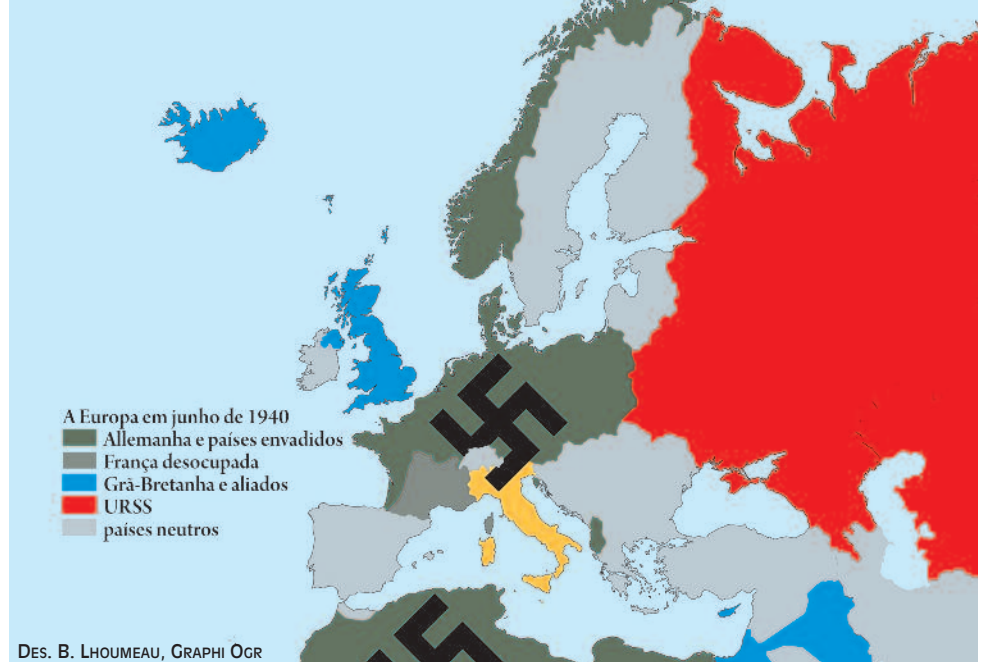 A Europa em junho de 1940
Allemanha e países envadidos
França desocupada
Grã-Bretanha e aliados
URSS
países neutros
DES. B. LHOUMEAU, GRAPHI OGR